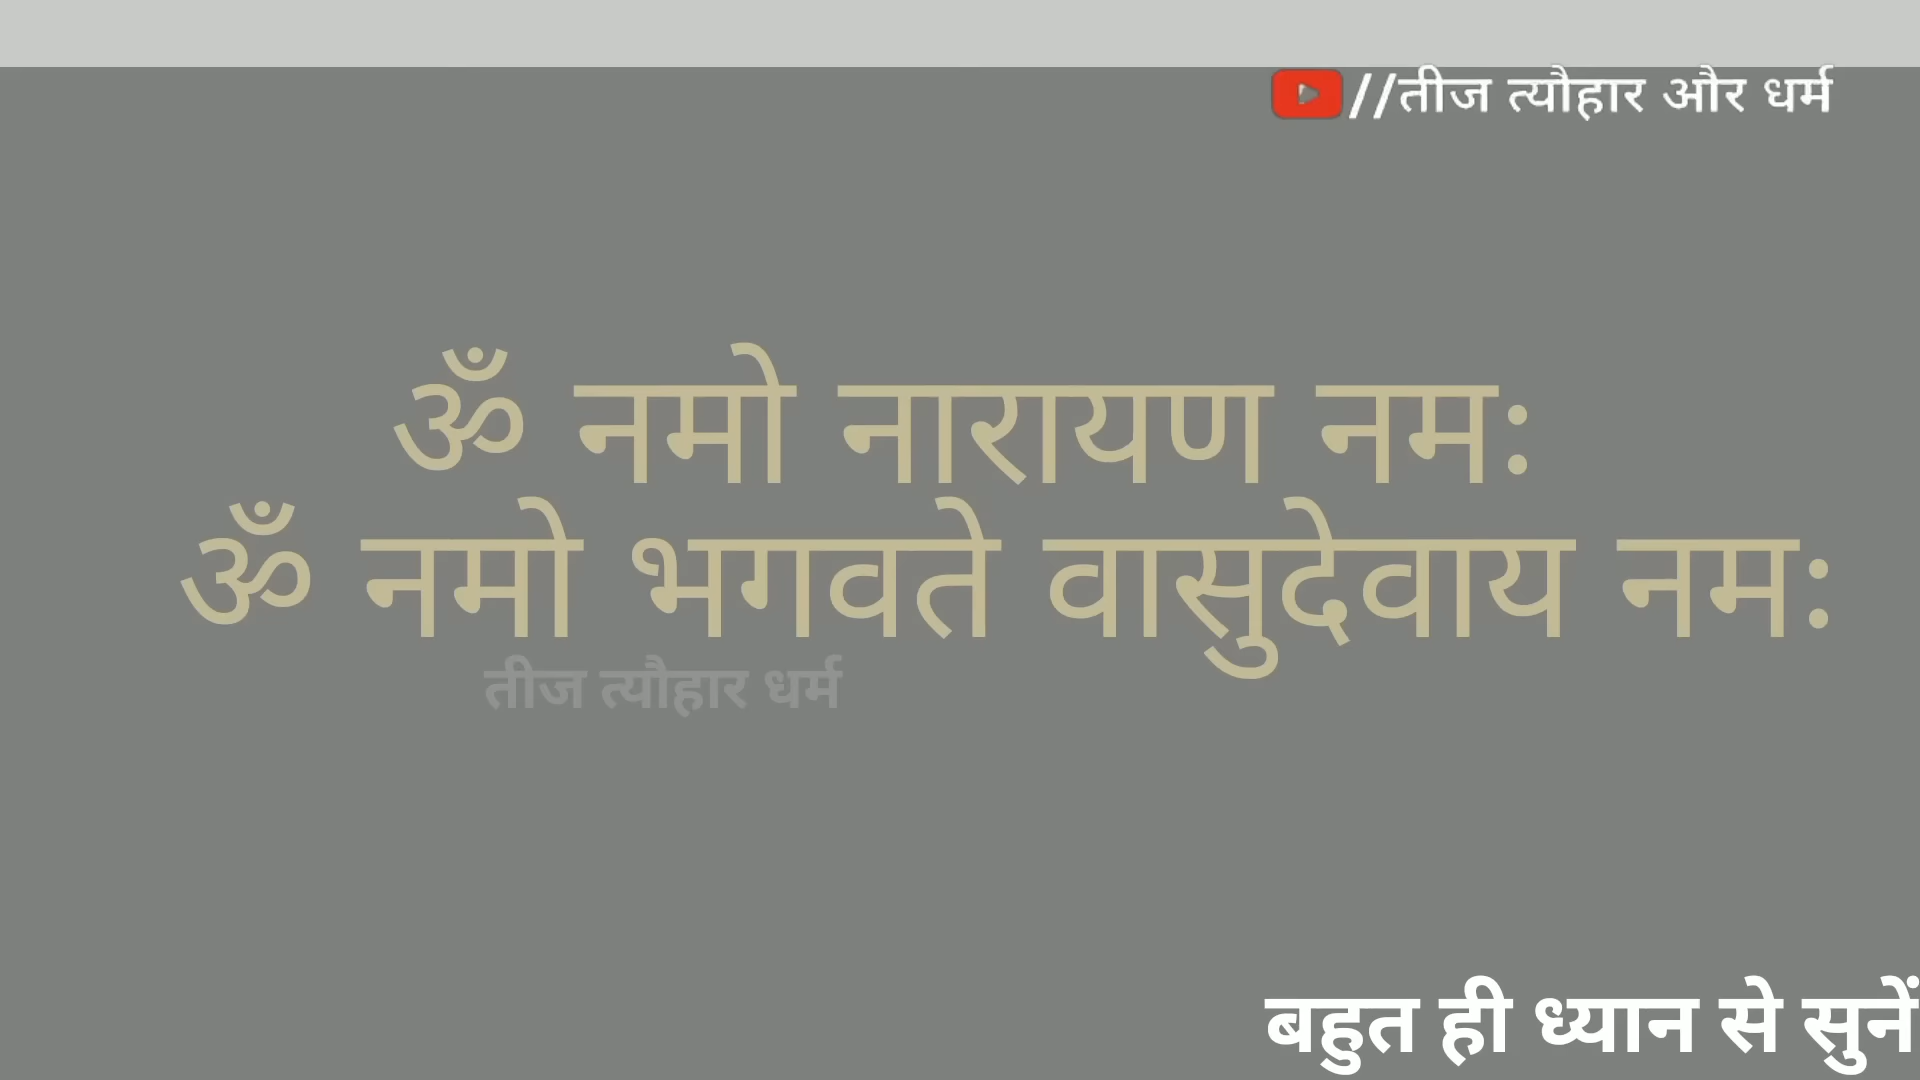 //तीज त्यौहार और धर्म
ॐ नमो नारायण नमः
ॐ नमो भगवते वासुदेवाय नमः
तीज त्यौहार धर्म
बहुत ही ध्यान से सुनें